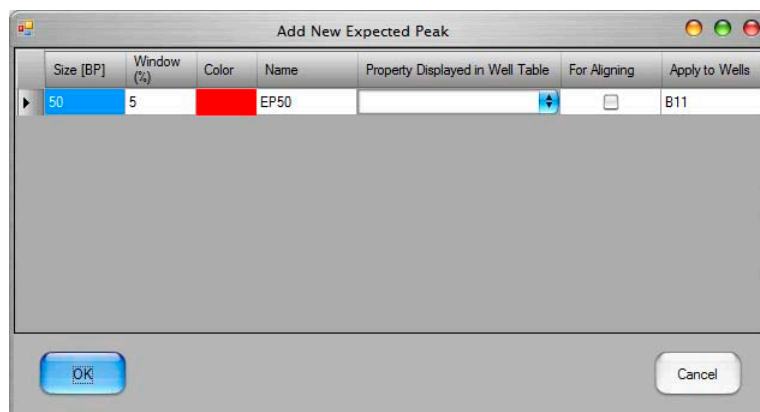 Add New Expected Peak
Size [BP] Window (%) Color Name Property Displayed in Well Table For Aligning Apply to Wells
50 5 EP50 B11
OK Cancel